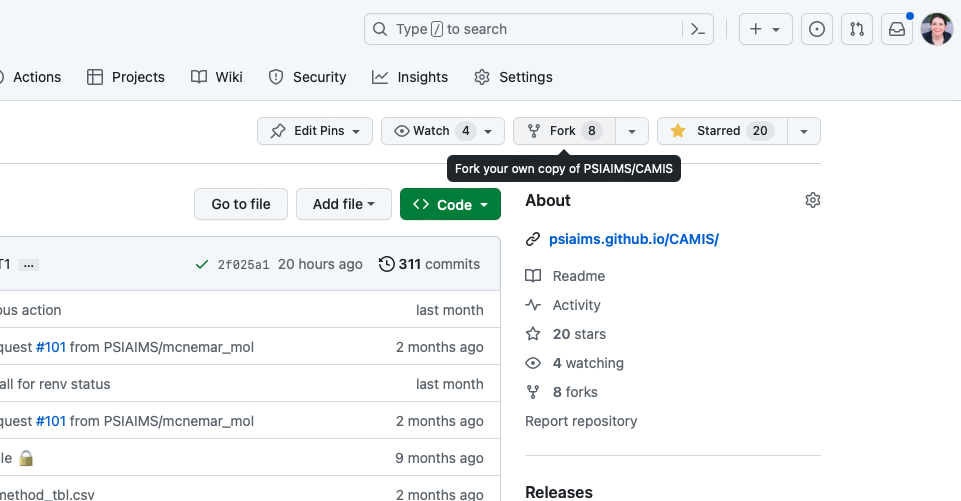 Type / to search
Actions Projects Wiki Security Insights Settings
Edit Pins Watch 4 Fork 8 Starred 20
Fork your own copy of PSIAIMS/CAMIS
Go to file Add file Code
About
psiaims.github.io/CAMIS/
T1 ... 2f025a1 20 hours ago 311 commits
Readme
ous action last month
Activity
20 stars
quest #101 from PSIAIMS/mcnemar_mol 2 months ago
4 watching
all for renv status last month
8 forks
quest #101 from PSIAIMS/mcnemar_mol 2 months ago
Report repository
le 🔒 9 months ago
Releases
method_tbl.csv 2 months ago